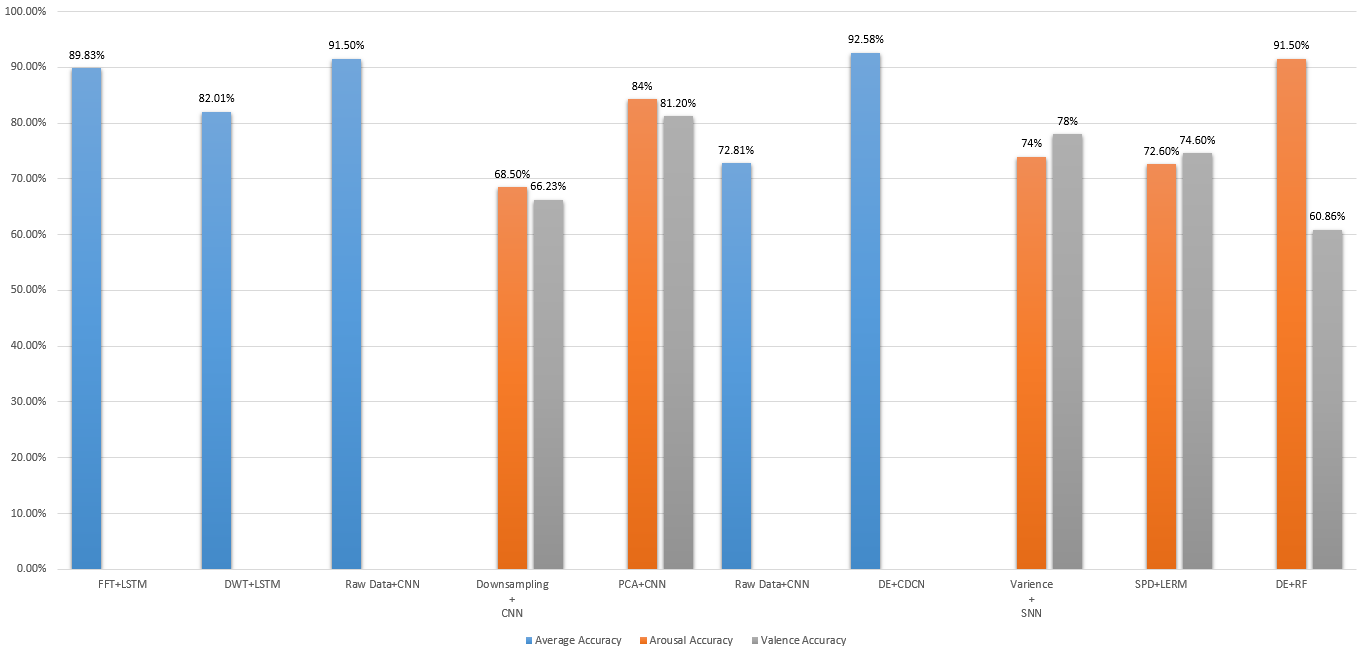 100.00%
90.00%
80.00%
70.00%
60.00%
50.00%
40.00%
30.00%
20.00%
10.00%
0.00%
89.83%
82.01%
91.50%
68.50%
66.23%
84%
81.20%
72.81%
92.58%
74%
78%
72.60%
74.60%
91.50%
60.86%
FFT+LSTM
DWT+LSTM
Raw Data+CNN
Downsampling
+
CNN
PCA+CNN
Raw Data+CNN
DE+CDCN
Varience
+
SNN
SPD+LERM
DE+RF
Average Accuracy
Arousal Accuracy
Valence Accuracy